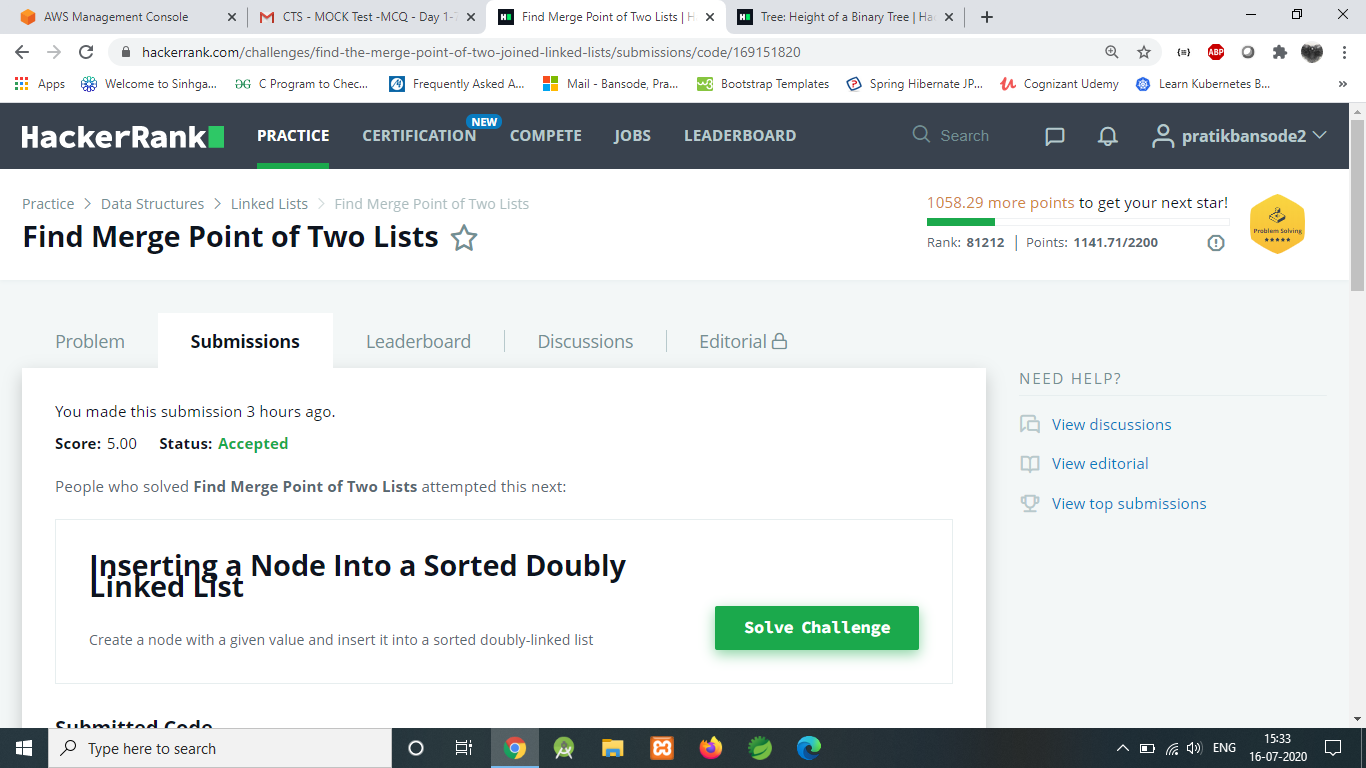 AWS Management Console
CTS - MOCK Test -MCQ - Day 1-
Find Merge Point of Two Lists | H
Tree: Height of a Binary Tree | Ha
hackerrank.com/challenges/find-the-merge-point-of-two-joined-linked-lists/submissions/code/169151820
ABP
Apps
Welcome to Sinhga...
C Program to Chec...
Frequently Asked A...
Mail - Bansode, Pra...
Bootstrap Templates
Spring Hibernate JP...
Cognizant Udemy
Learn Kubernetes B...
HackerRank
PRACTICE
CERTIFICATION
NEW
COMPETE
JOBS
LEADERBOARD
Search
pratikbansode2
Practice > Data Structures > Linked Lists > Find Merge Point of Two Lists
Find Merge Point of Two Lists
1058.29 more points to get your next star!
Rank: 81212 | Points: 1141.71/2200
Problem Solving
Problem
Submissions
Leaderboard
Discussions
Editorial
You made this submission 3 hours ago.
Score: 5.00 Status: Accepted
People who solved Find Merge Point of Two Lists attempted this next:
Inserting a Node Into a Sorted Doubly
Linked List
Create a node with a given value and insert it into a sorted doubly-linked list
Solve Challenge
Submitted Code
NEED HELP?
View discussions
View editorial
View top submissions
Type here to search
ENG
15:33
16-07-2020